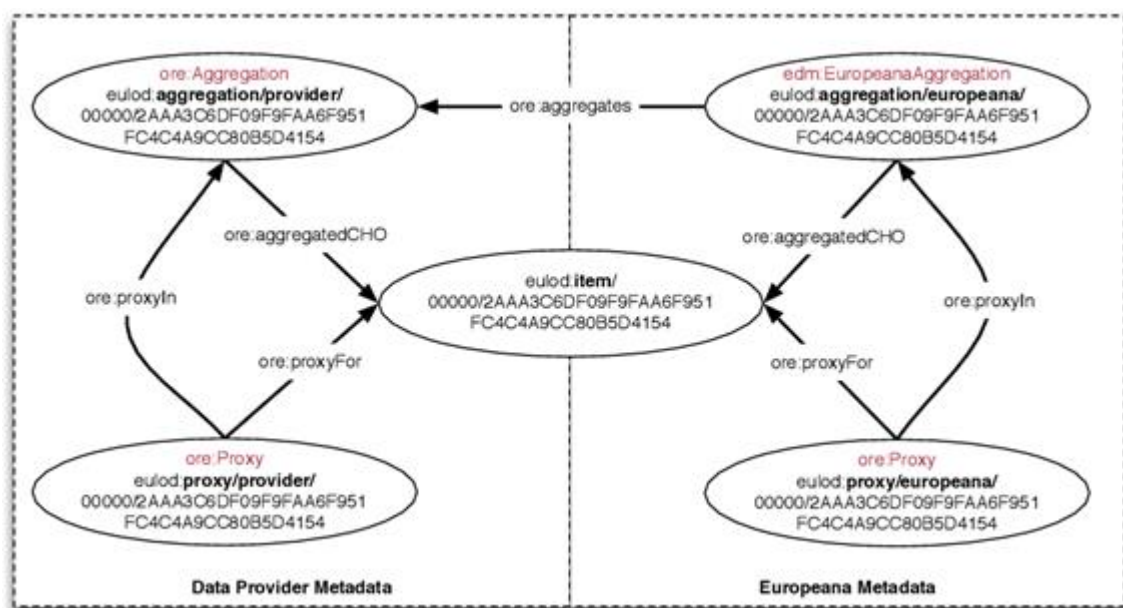 ore:Aggregation
eulod:aggregation/provider/
00000/2AAA3C6DF09F9FAA6F951
FC4C4A9CC80B5D4154
ore:aggregates
edm:EuropeanaAggregation
eulod:aggregation/europeana/
00000/2AAA3C6DF09F9FAA6F951
FC4C4A9CC80B5D4154
ore:aggregatedCHO
ore:aggregatedCHO
eulod:item/
00000/2AAA3C6DF09F9FAA6F951
FC4C4A9CC80B5D4154
ore:proxyIn
ore:proxyIn
ore:proxyFor
ore:proxyFor
ore:Proxy
eulod:proxy/provider/
00000/2AAA3C6DF09F9FAA6F951
FC4C4A9CC80B5D4154
ore:Proxy
eulod:proxy/europeana/
00000/2AAA3C6DF09F9FAA6F951
FC4C4A9CC80B5D4154
Data Provider Metadata
Europeana Metadata